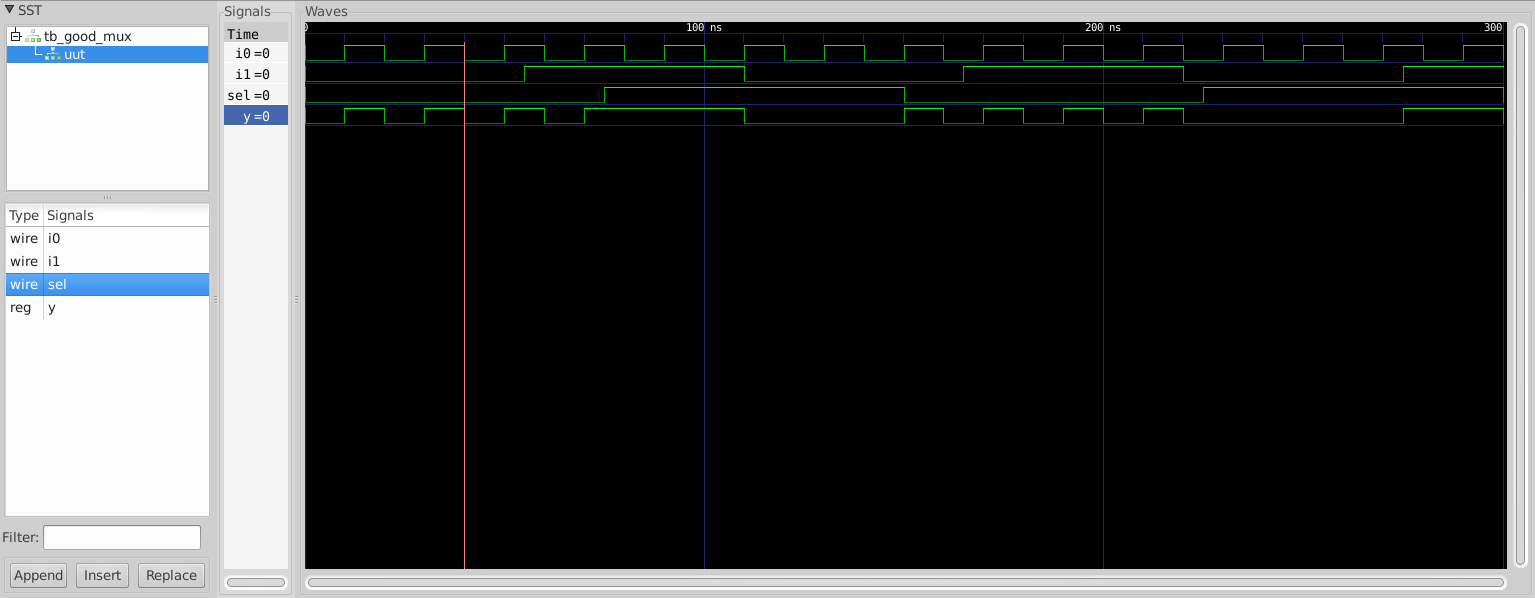 SST
tb_good_mux
uut
Type Signals
wire i0
wire i1
wire sel
reg y
Filter:
Append Insert Replace
Signals
Time
i0 =0
i1 =0
sel =0
y =0
Waves
0 100 ns 200 ns 300